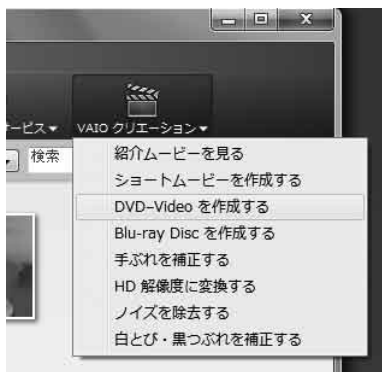 ービス▼
VAIO クリエーション▼
検索
紹介ムービーを見る
ショートムービーを作成する
DVD-Video を作成する
Blu-ray Disc を作成する
手ぶれを補正する
HD 解像度に変換する
ノイズを除去する
白とび・黒つぶれを補正する